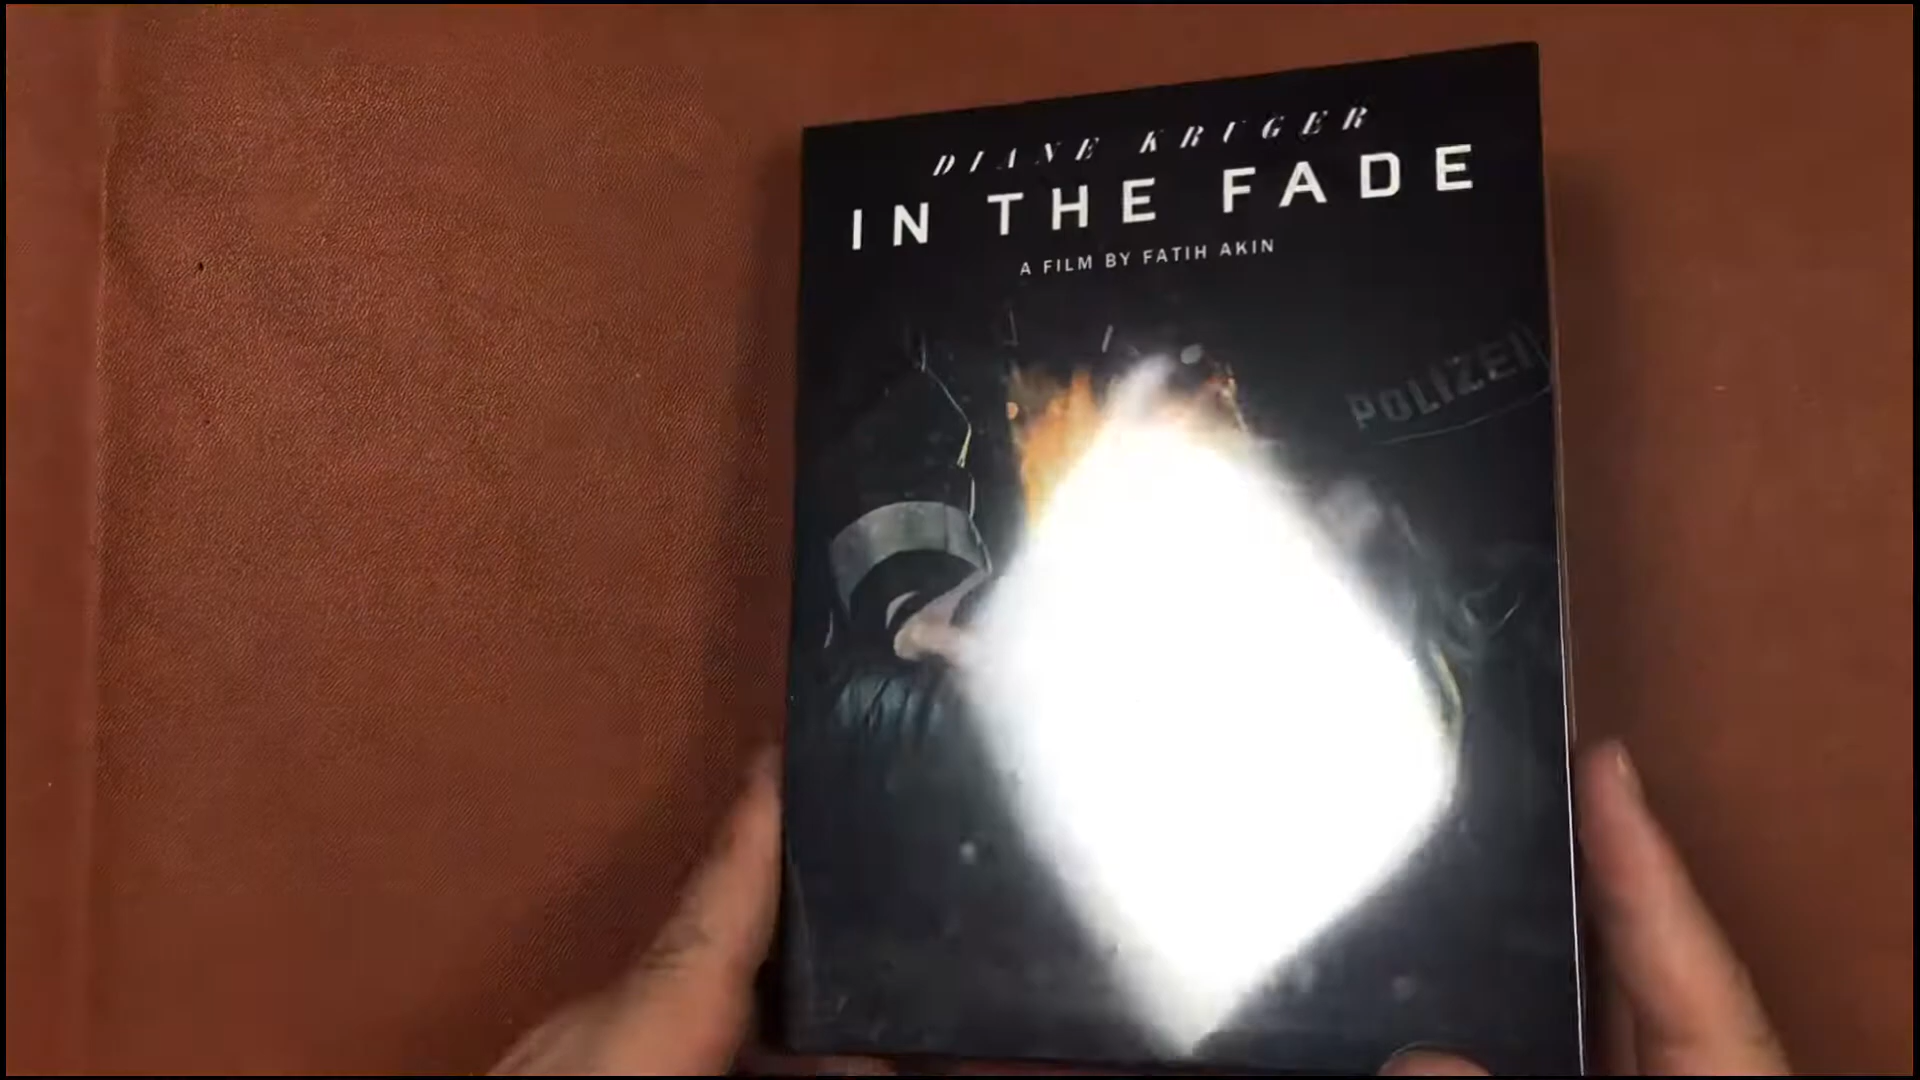 DIANE KRUGER
IN THE FADE
A FILM BY FATIH AKIN
POLIZEI